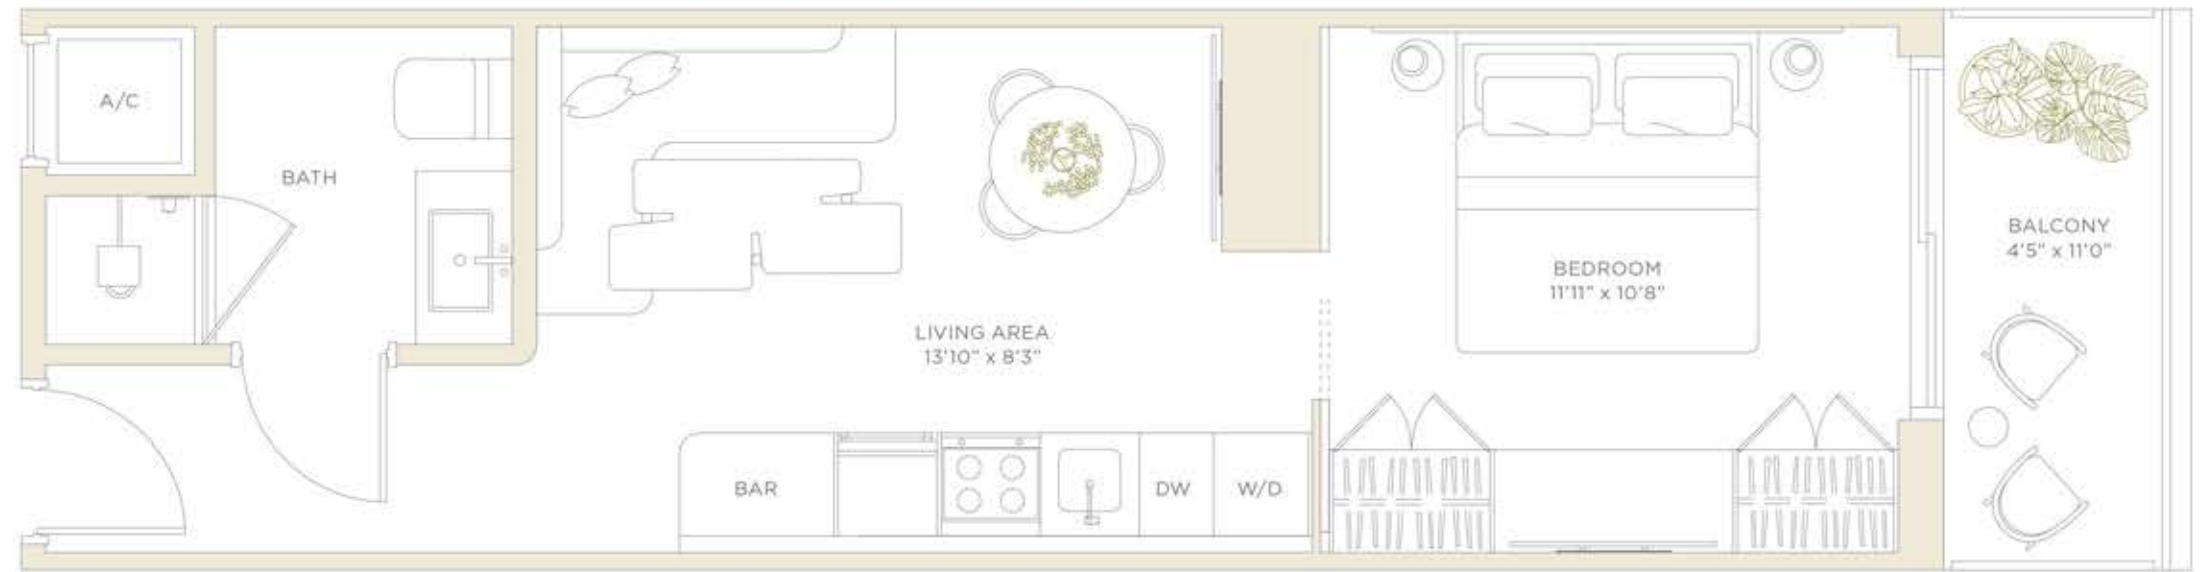 A/C
BATH
LIVING AREA
13'10" x 8'3"
BEDROOM
11'11" x 10'8"
BALCONY
4'5" x 11'0"
BAR
DW
W/D